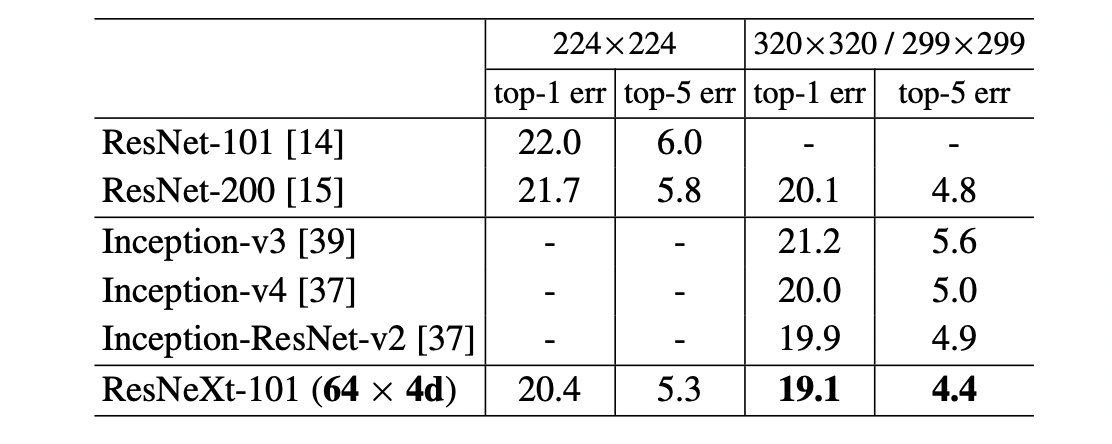 224×224 320×320 / 299×299
top-1 err top-5 err top-1 err top-5 err
ResNet-101 [14] 22.0 6.0 - -
ResNet-200 [15] 21.7 5.8 20.1 4.8
Inception-v3 [39] - - 21.2 5.6
Inception-v4 [37] - - 20.0 5.0
Inception-ResNet-v2 [37] - - 19.9 4.9
ResNeXt-101 (64 × 4d) 20.4 5.3 19.1 4.4